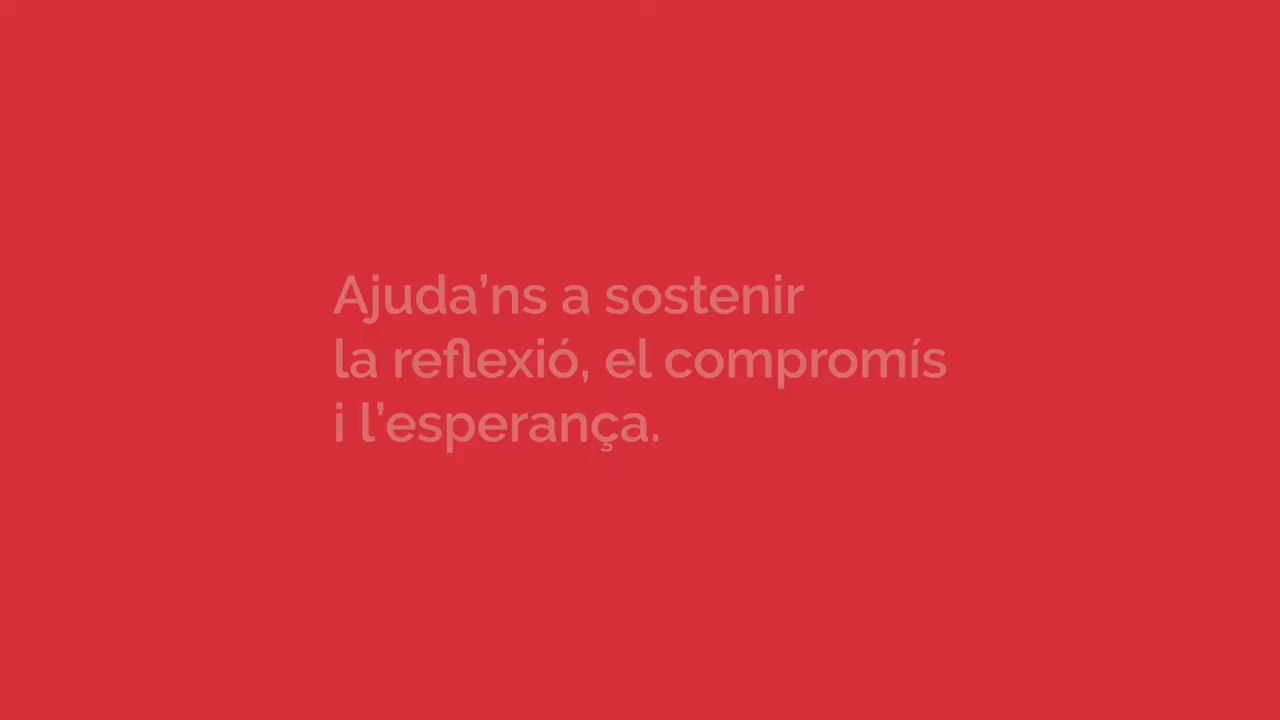 Ajuda’ns a sostenir
la reflexió, el compromís
i l’esperança.